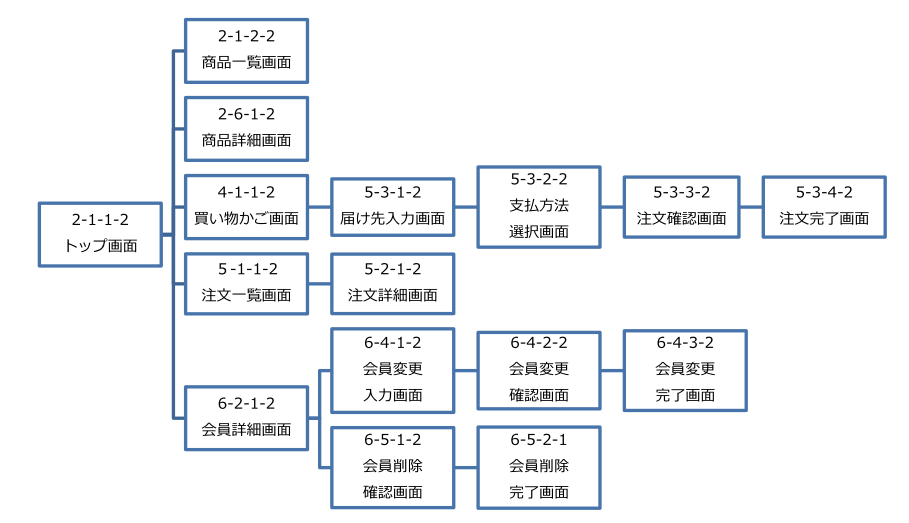 2-1-1-2
トップ画面
2-1-2-2
商品一覧画面
2-6-1-2
商品詳細画面
4-1-1-2
買い物かご画面
5-3-1-2
届け先入力画面
5-3-2-2
支払方法
選択画面
5-3-3-2
注文確認画面
5-3-4-2
注文完了画面
5-1-1-2
注文一覧画面
5-2-1-2
注文詳細画面
6-2-1-2
会員詳細画面
6-4-1-2
会員変更
入力画面
6-4-2-2
会員変更
確認画面
6-4-3-2
会員変更
完了画面
6-5-1-2
会員削除
確認画面
6-5-2-1
会員削除
完了画面